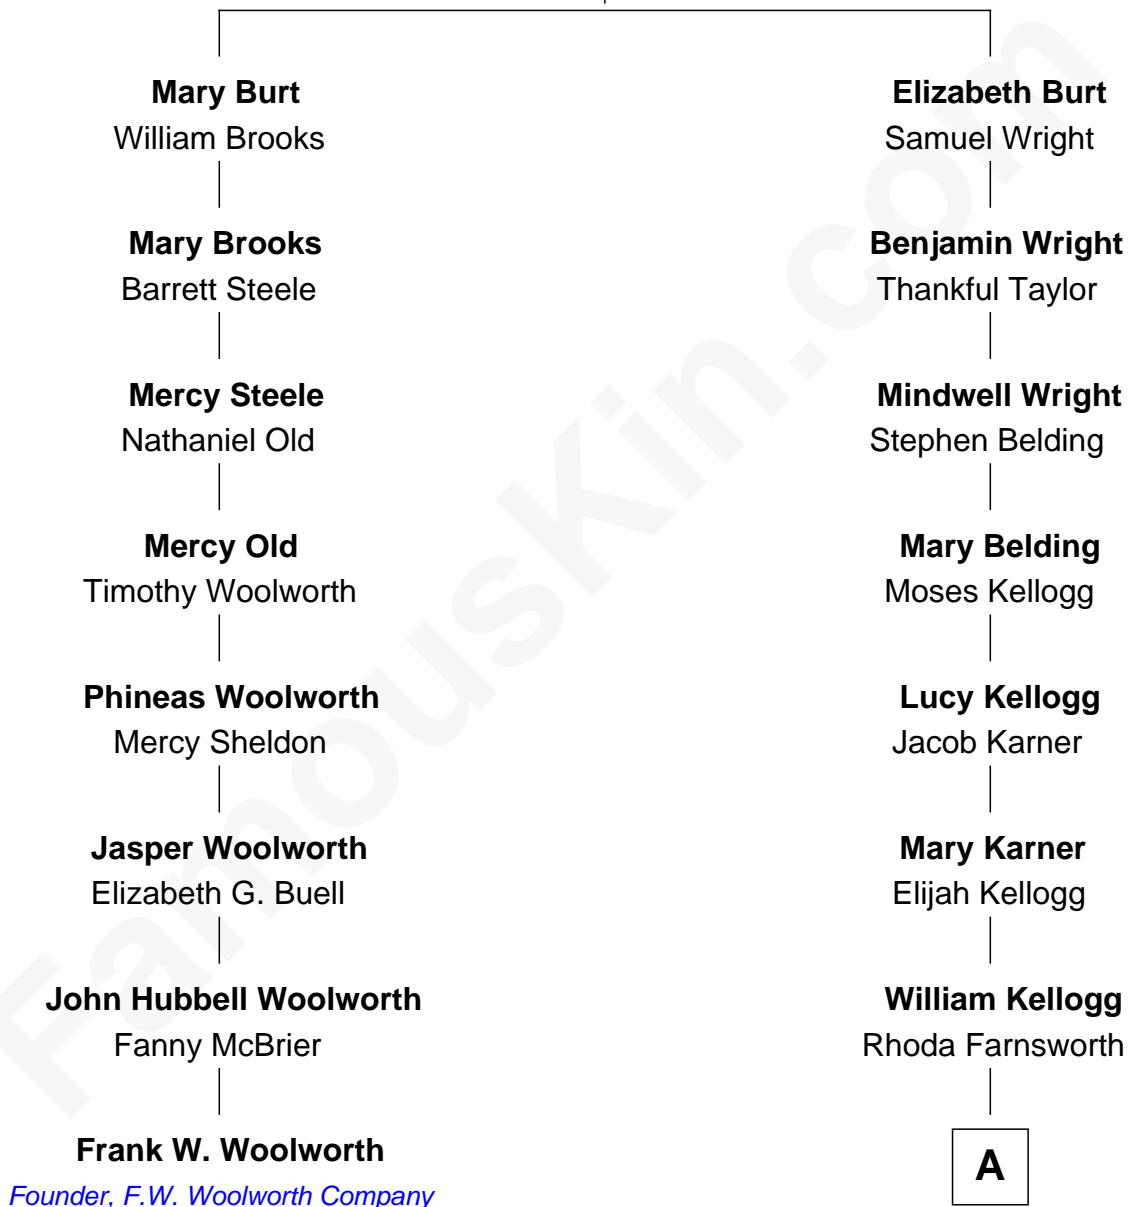 Mary Burt
William Brooks
Mary Brooks
Barrett Steele
Mercy Steele
Nathaniel Old
Mercy Old
Timothy Woolworth
Phineas Woolworth
Mercy Sheldon
Jasper Woolworth
Elizabeth G. Buell
John Hubbell Woolworth
Fanny McBrier
Frank W. Woolworth
Founder, F.W. Woolworth Company
Elizabeth Burt
Samuel Wright
Benjamin Wright
Thankful Taylor
Mindwell Wright
Stephen Belding
Mary Belding
Moses Kellogg
Lucy Kellogg
Jacob Karner
Mary Karner
Elijah Kellogg
William Kellogg
Rhoda Farnsworth
A
FamousKin.com